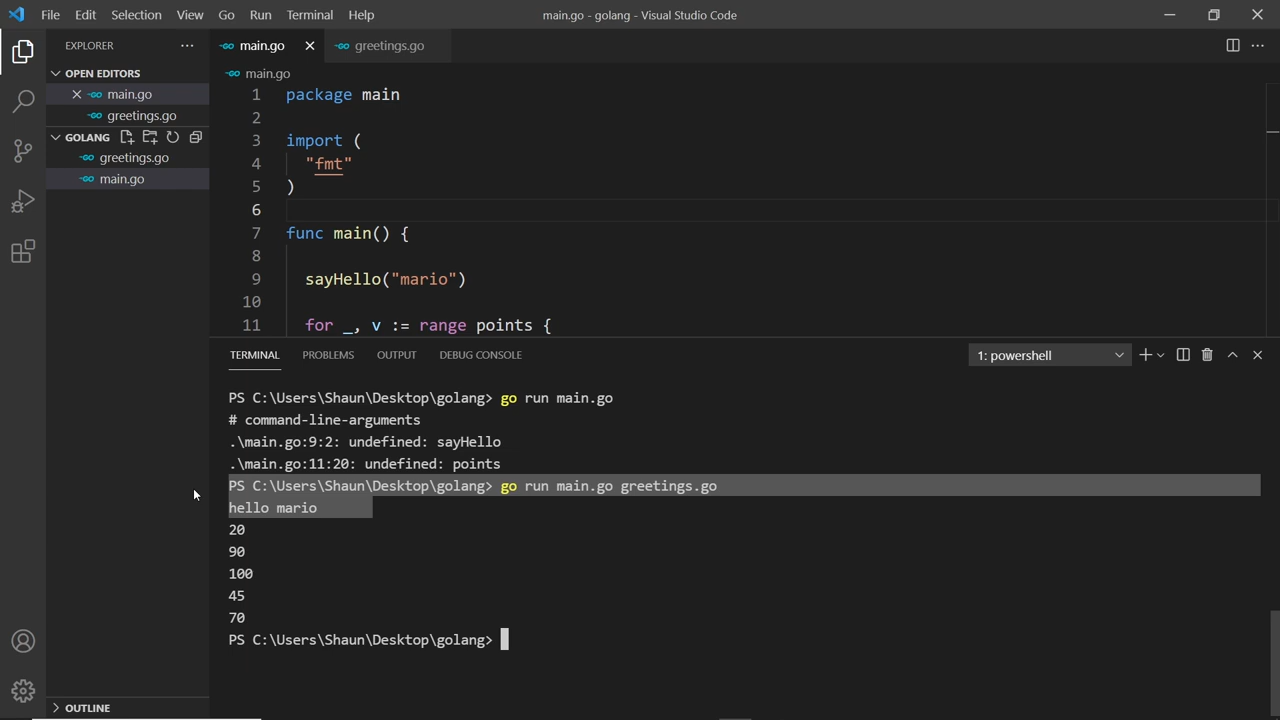 File Edit Selection View Go Run Terminal Help
main.go - golang - Visual Studio Code
EXPLORER
OPEN EDITORS
main.go
greetings.go
GOLANG
greetings.go
main.go
OUTLINE
main.go
greetings.go
main.go
1 package main
2
3 import (
4 "fmt"
5 )
6
7 func main() {
8
9 sayHello("mario")
10
11 for _, v := range points {
TERMINAL PROBLEMS OUTPUT DEBUG CONSOLE
1: powershell
PS C:\Users\Shaun\Desktop\golang> go run main.go
# command-line-arguments
.\main.go:9:2: undefined: sayHello
.\main.go:11:20: undefined: points
PS C:\Users\Shaun\Desktop\golang> go run main.go greetings.go
hello mario
20
90
100
45
70
PS C:\Users\Shaun\Desktop\golang>